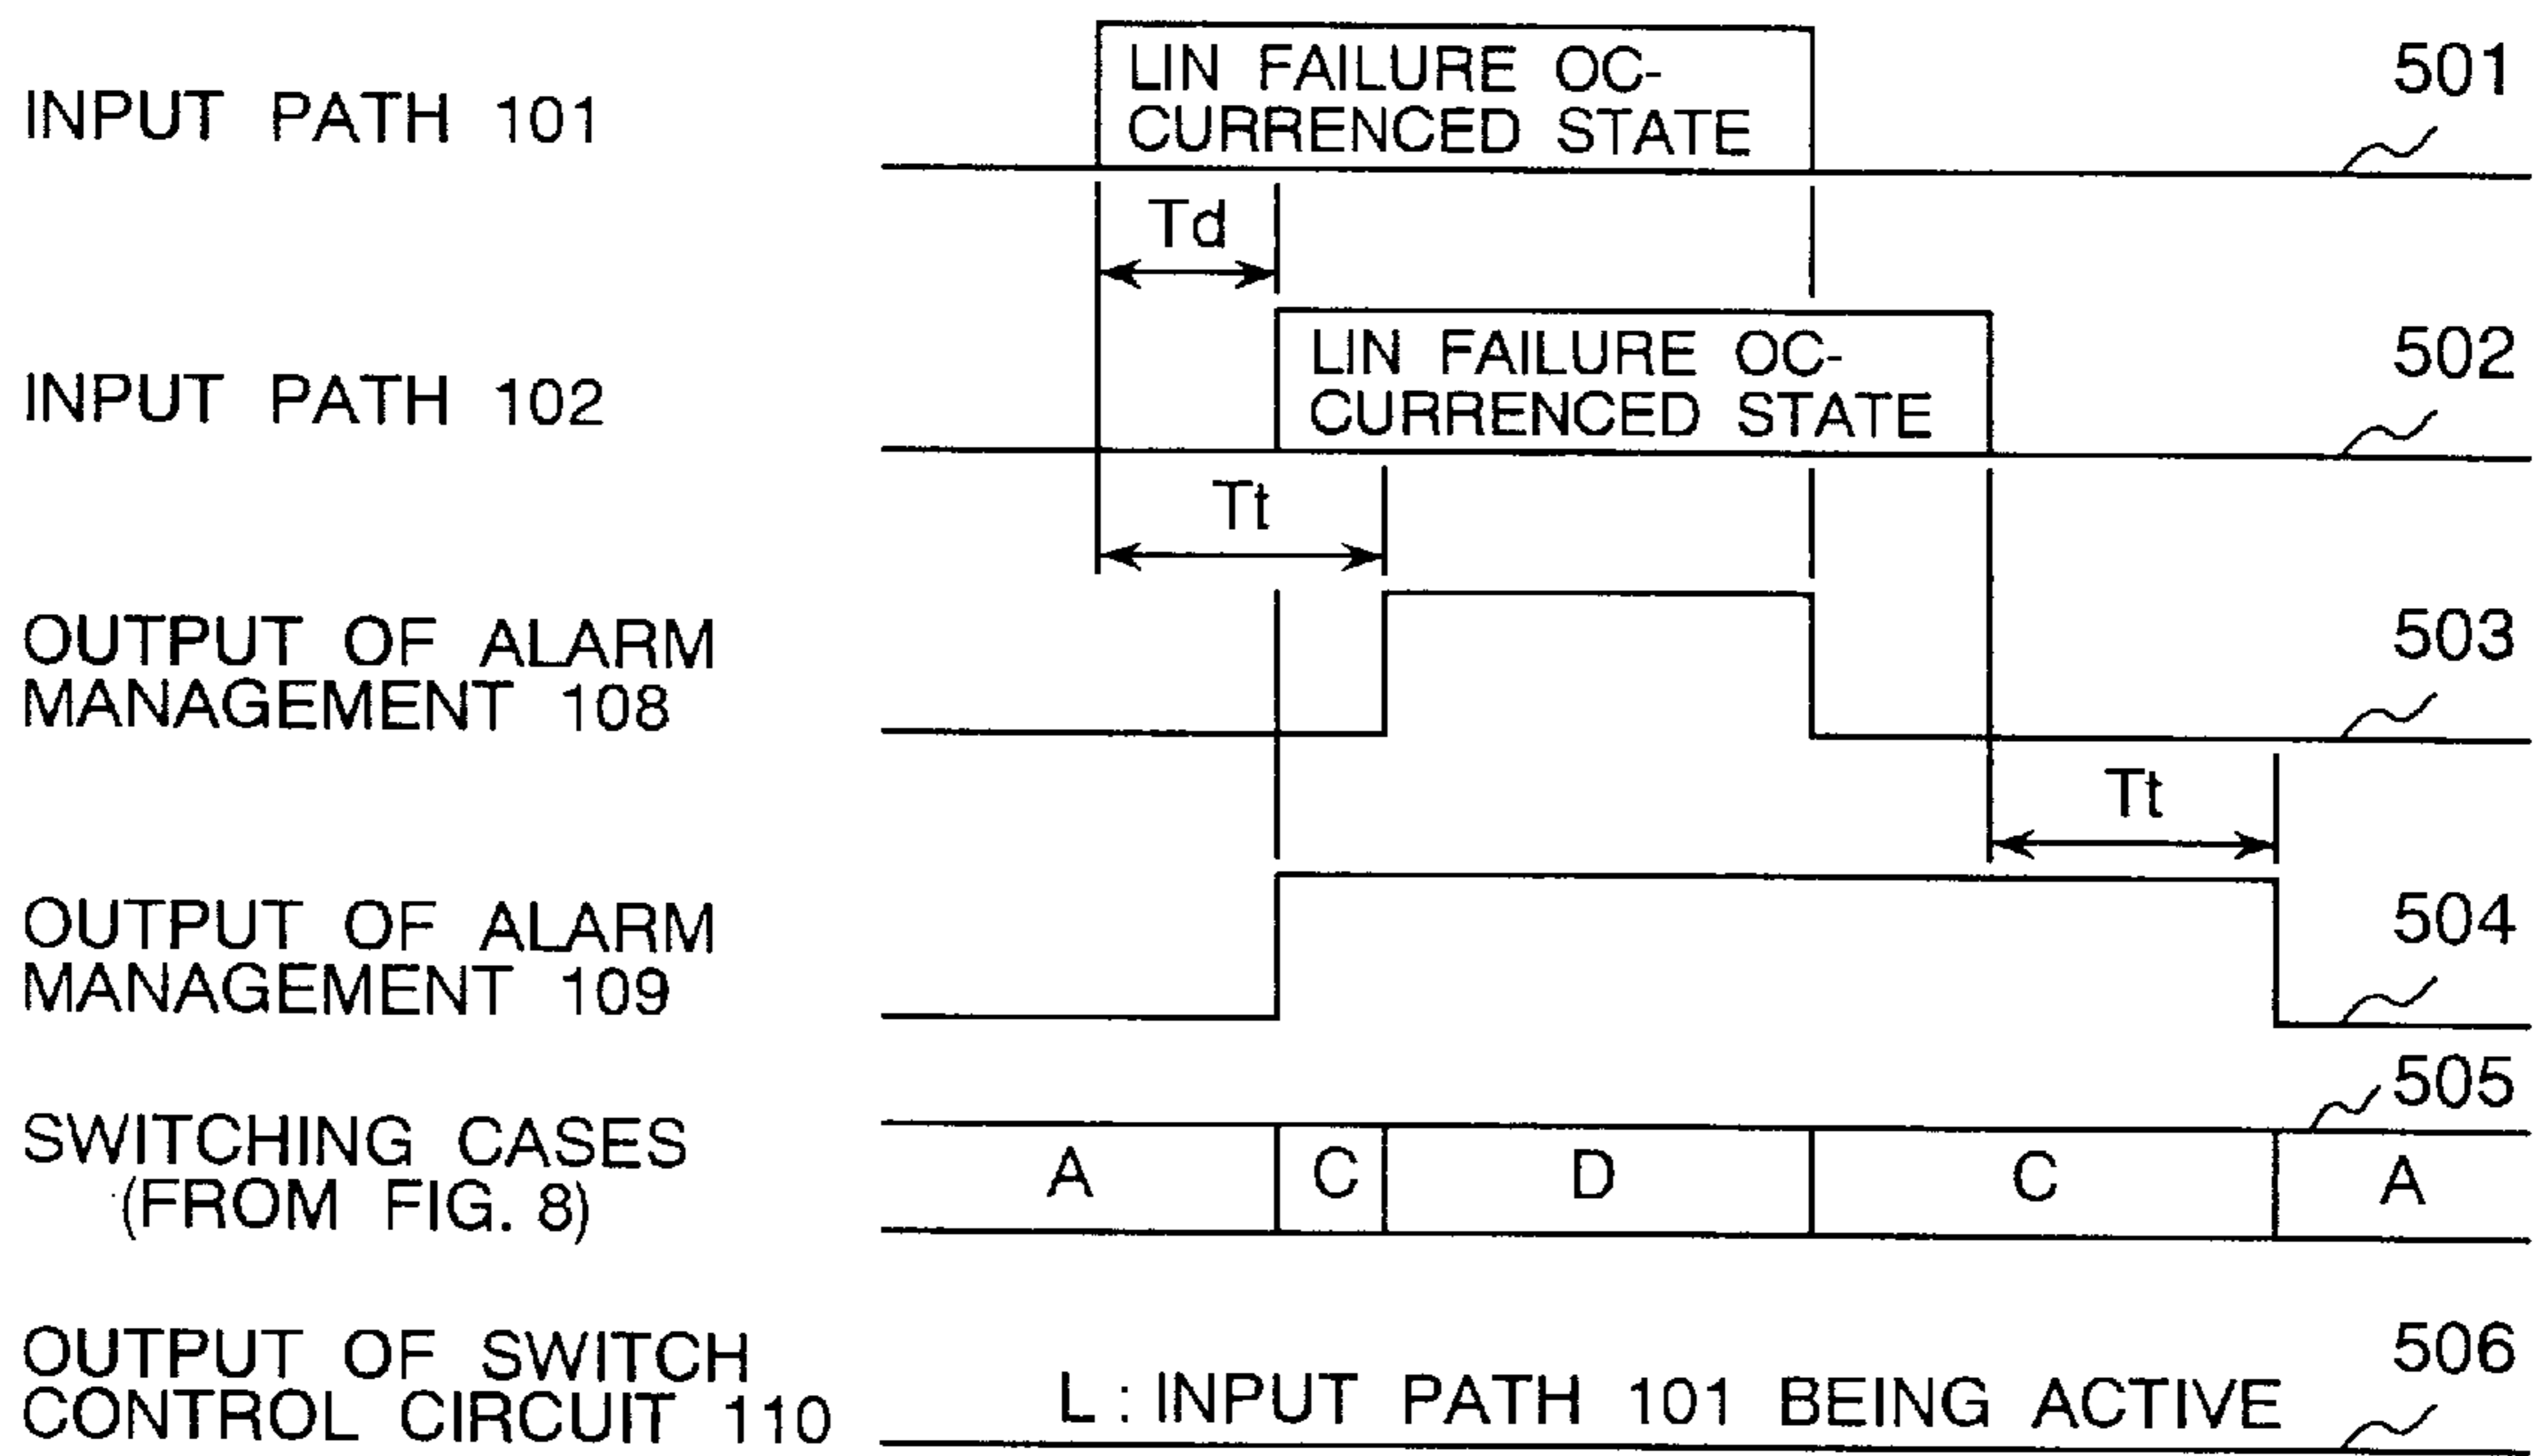 LIN FAILURE OC-
CURRENCED STATE
501
INPUT PATH 101
Td
LIN FAILURE OC-
CURRENCED STATE
502
INPUT PATH 102
Tt
OUTPUT OF ALARM
MANAGEMENT 108
503
Tt
OUTPUT OF ALARM
MANAGEMENT 109
504
505
SWITCHING CASES
(FROM FIG. 8)
A C D C A
OUTPUT OF SWITCH
CONTROL CIRCUIT 110
L : INPUT PATH 101 BEING ACTIVE
506